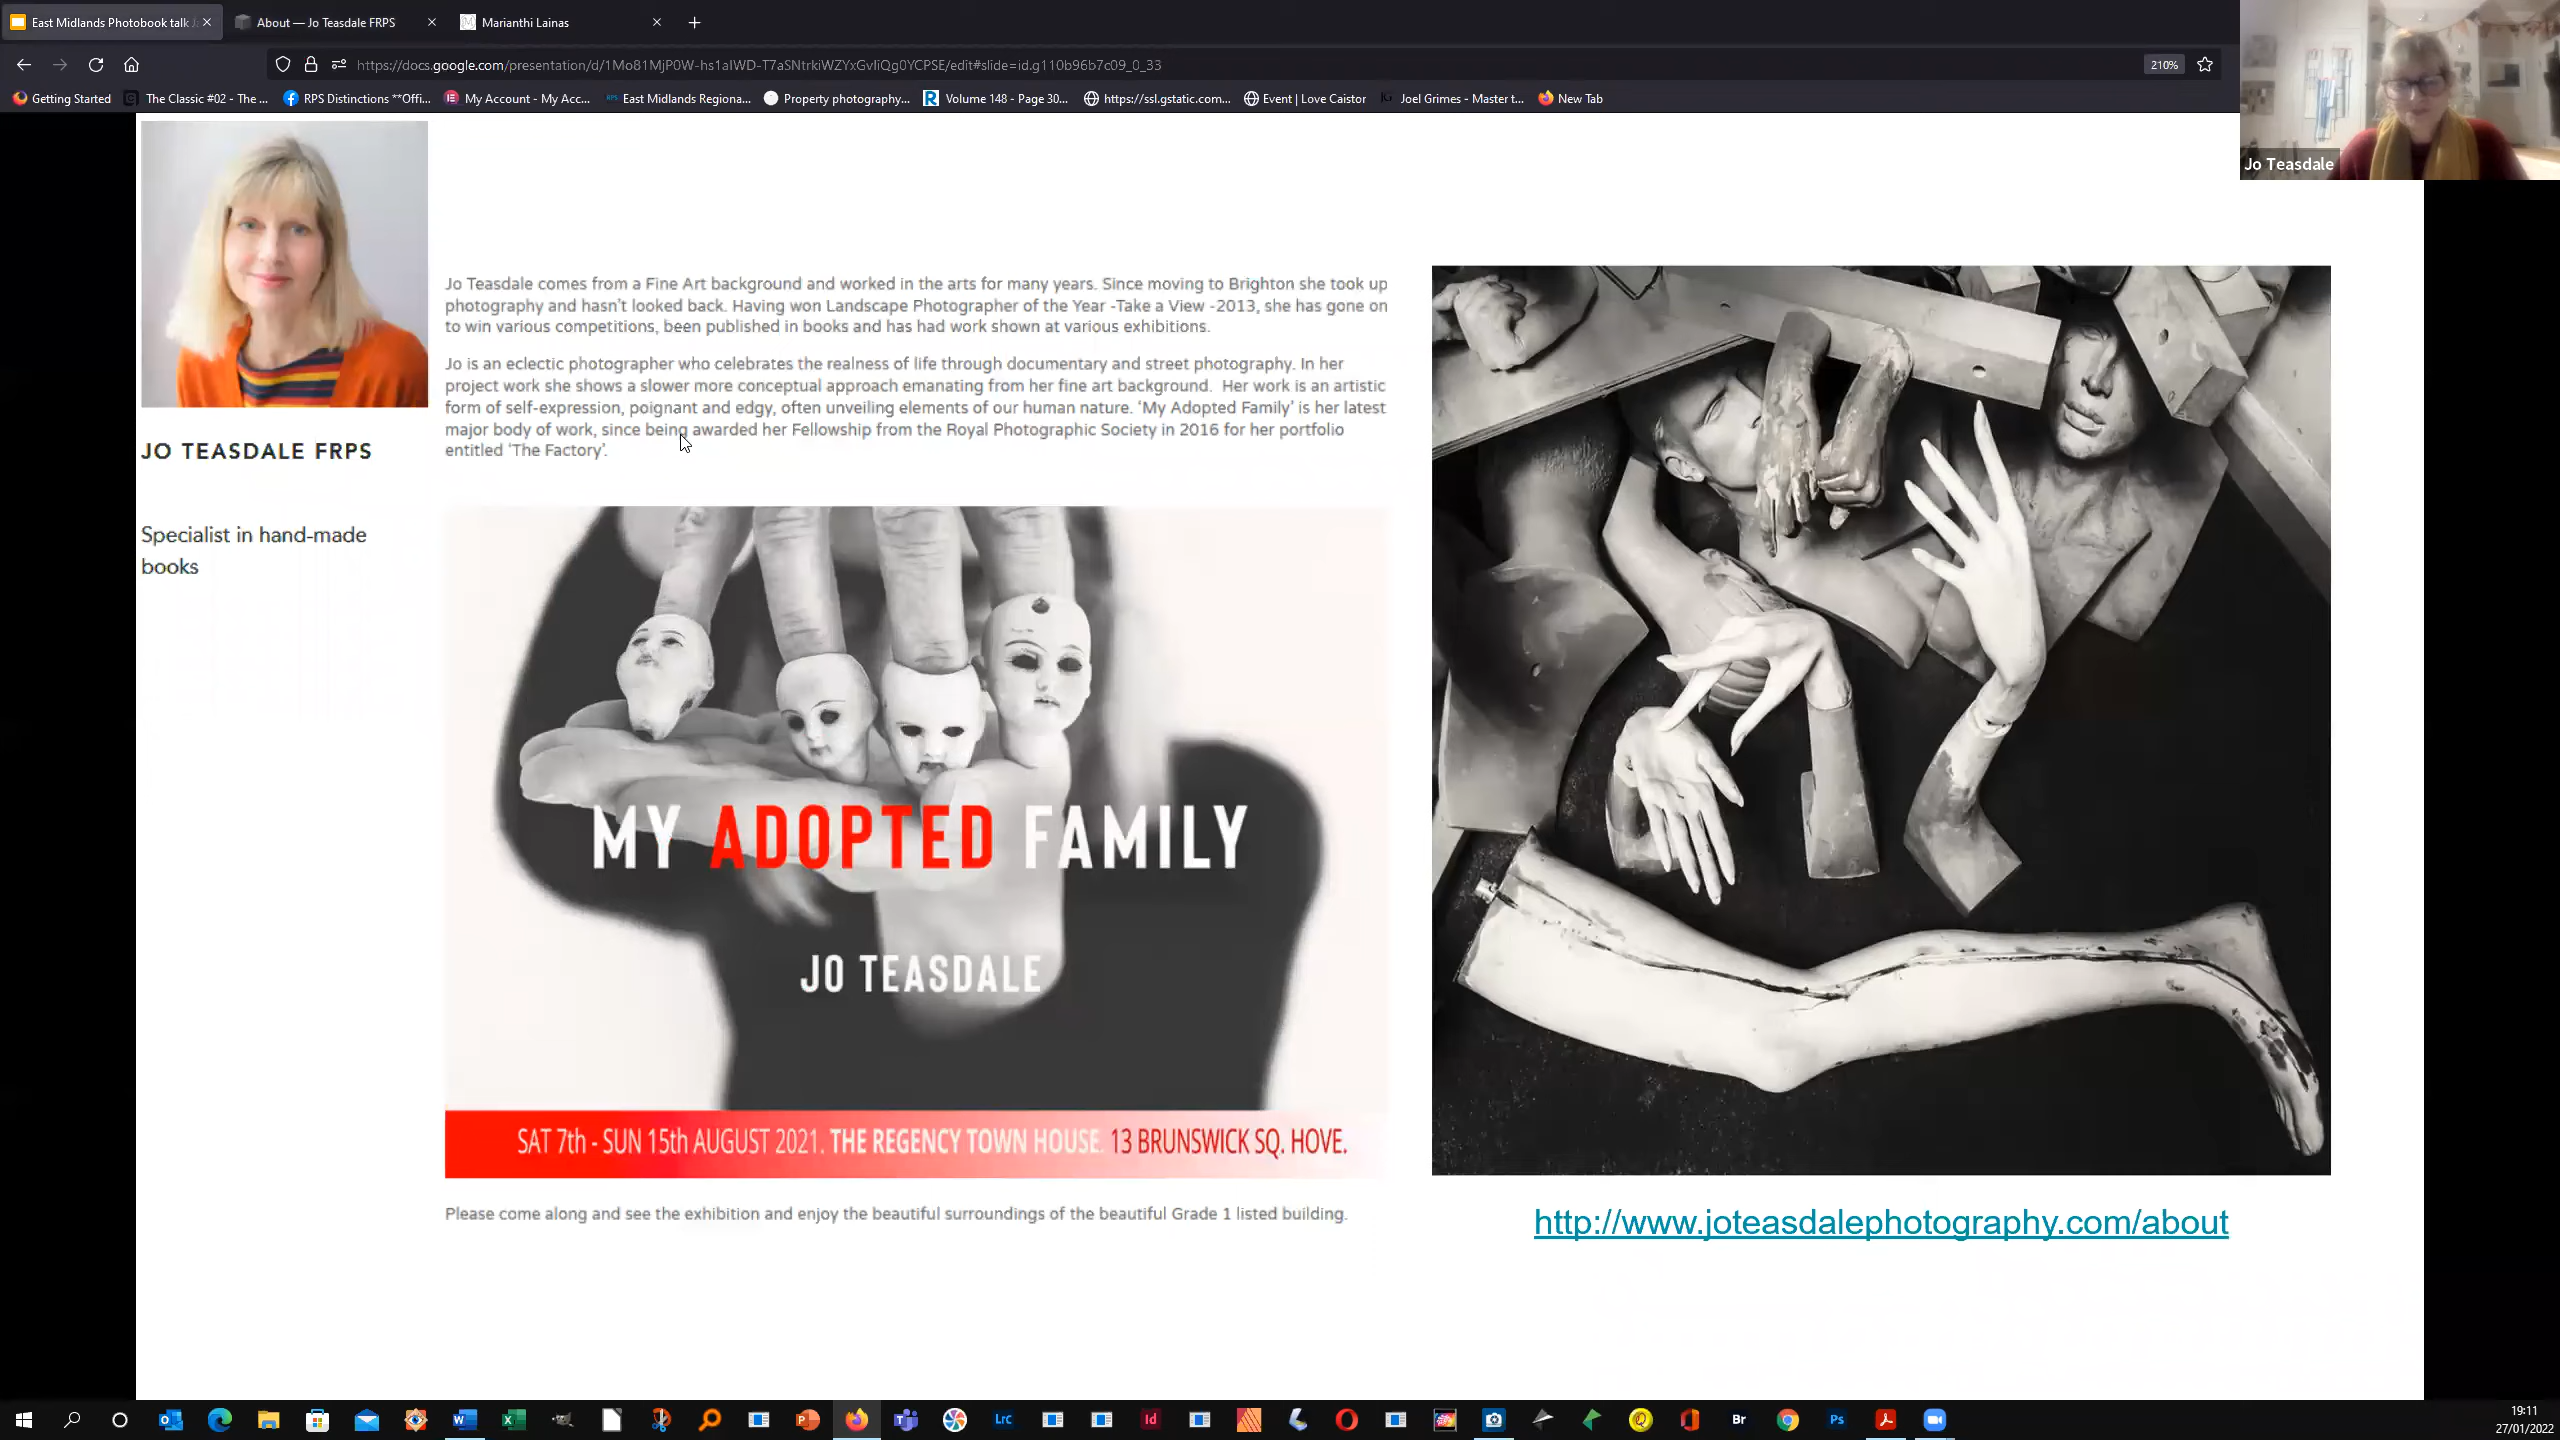 East Midlands Photobook talk
About — Jo Teasdale FRPS
Marianthi Lainas
https://docs.google.com/presentation/d/1Mo81MjP0W-hs1aIWD-T7aSNtrkiWZYxGvIiQg0YCPSE/edit#slide=id.g110b96b7c09_0_33
210%
Getting Started
The Classic #02 - The ...
RPS Distinctions **Offi...
My Account - My Acc...
East Midlands Regiona...
Property photography...
Volume 148 - Page 30...
https://ssl.gstatic.com...
Event | Love Caistor
Joel Grimes - Master t...
New Tab
Jo Teasdale
Jo Teasdale comes from a Fine Art background and worked in the arts for many years. Since moving to Brighton she took up
photography and hasn't looked back. Having won Landscape Photographer of the Year -Take a View -2013, she has gone on
to win various competitions, been published in books and has had work shown at various exhibitions.
Jo is an eclectic photographer who celebrates the realness of life through documentary and street photography. In her
project work she shows a slower more conceptual approach emanating from her fine art background. Her work is an artistic
form of self-expression, poignant and edgy, often unveiling elements of our human nature. ‘My Adopted Family’ is her latest
major body of work, since being awarded her Fellowship from the Royal Photographic Society in 2016 for her portfolio
entitled ‘The Factory’.
JO TEASDALE FRPS
Specialist in hand-made
books
MY ADOPTED FAMILY
JO TEASDALE
SAT 7th - SUN 15th AUGUST 2021. THE REGENCY TOWN HOUSE. 13 BRUNSWICK SQ. HOVE.
Please come along and see the exhibition and enjoy the beautiful surroundings of the beautiful Grade 1 listed building.
http://www.joteasdalephotography.com/about
LrC
Id
Br
Ps
19:11
27/01/2022